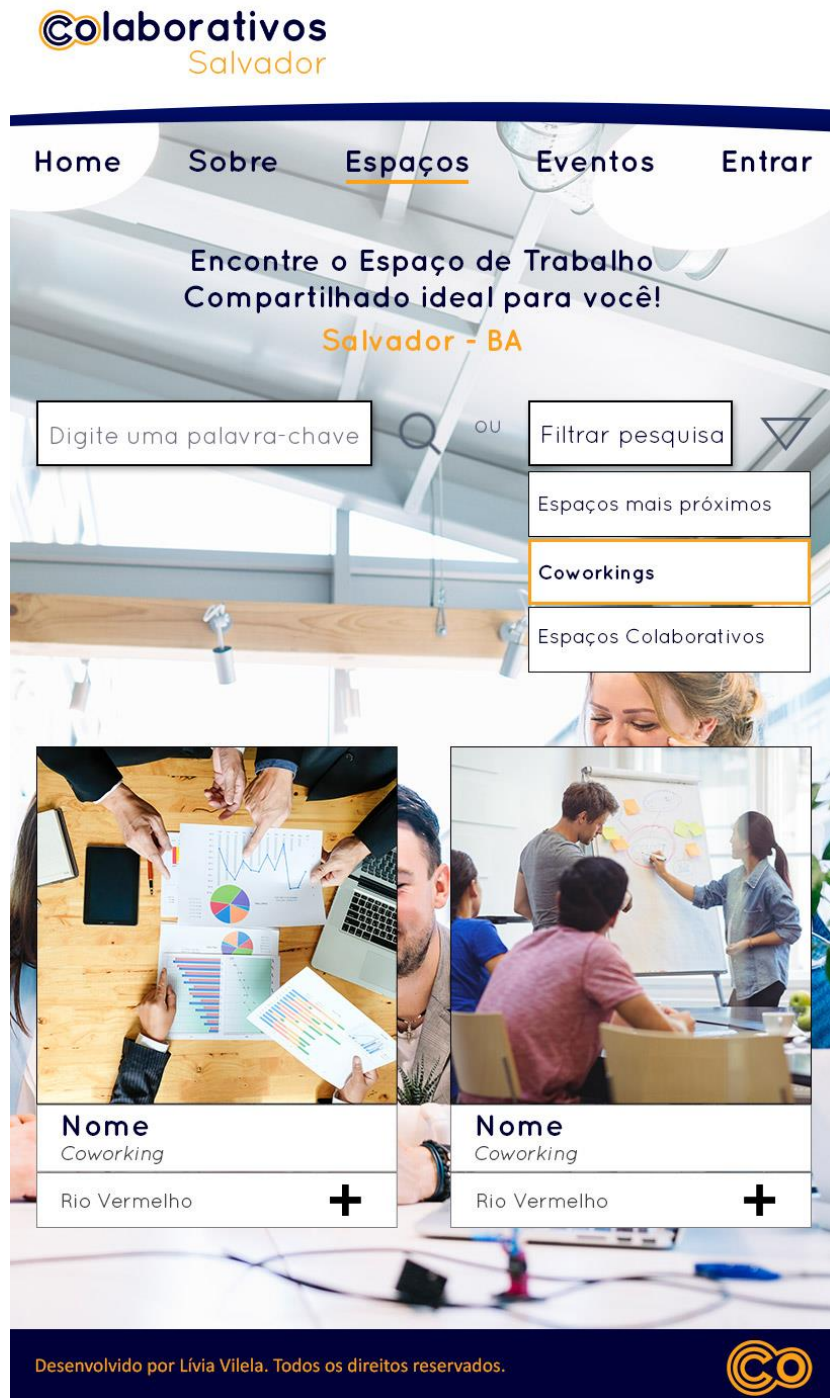 Colaborativos
Salvador
Home Sobre Espaços Eventos Entrar
Encontre o Espaço de Trabalho
Compartilhado ideal para você!
Salvador - BA
Digite uma palavra-chave ou Filtrar pesquisa
Espaços mais próximos
Coworkings
Espaços Colaborativos
Nome
Coworking
Rio Vermelho
Nome
Coworking
Rio Vermelho
Desenvolvido por Lívia Vilela. Todos os direitos reservados.
CO